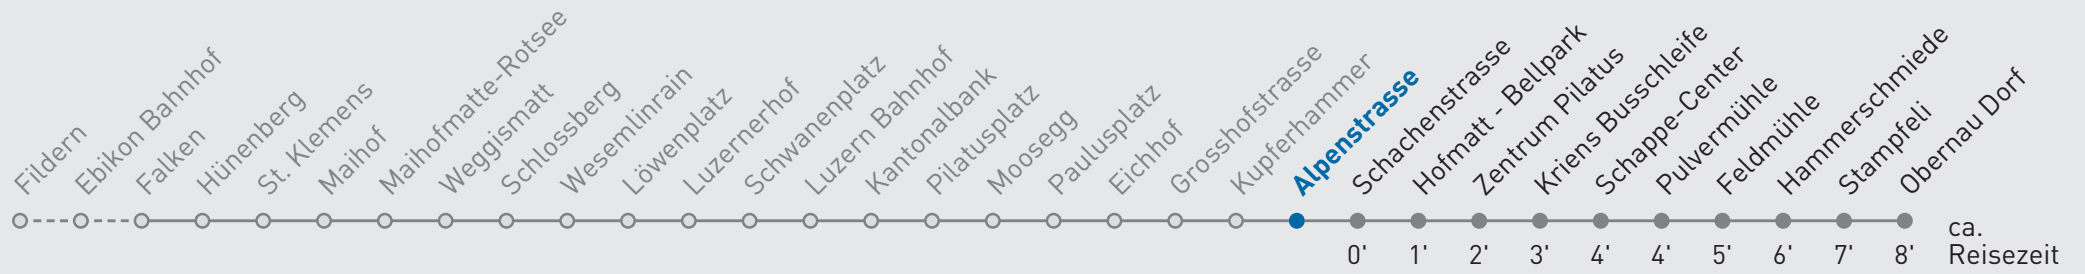 Fildern
Ebikon Bahnhof
Falken
Hünenberg
St. Klemens
Maihof
Maihofmatte-Rotsee
Weggismatt
Schlossberg
Wesemlinrain
Löwenplatz
Luzernerhof
Schwanenplatz
Luzern Bahnhof
Kantonalbank
Pilatusplatz
Moosegg
Paulusplatz
Eichhof
Grosshofstrasse
Kupferhammer
Alpenstrasse
Schachenstrasse
Hofmatt - Bellpark
Zentrum Pilatus
Kriens Busschleife
Schappe-Center
Pulvermühle
Feldmühle
Hammerschmiede
Stampfeli
Obernau Dorf
0' 1' 2' 3' 4' 4' 5' 6' 7' 8'
ca.
Reisezeit